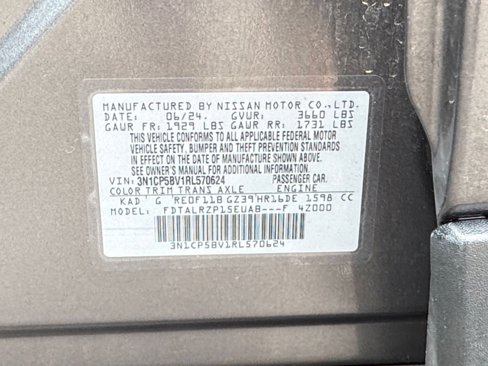 MANUFACTURED BY NISSAN MOTOR CO.,LTD.
DATE: 06/24. GVUR: 3660 LBS
GAWR FR: 1929 LBS GAWR RR: 1731 LBS
THIS VEHICLE CONFORMS TO ALL APPLICABLE FEDERAL MOTOR
VEHICLE SAFETY, BUMPER AND THEFT PREVENTION STANDARDS
IN EFFECT ON THE DATE OF MANUFACTURE SHOWN ABOVE.
SEE OWNER'S MANUAL FOR ADDITIONAL INFORMATION.
VIN: 3N1CP5BV1RL570624 PASSENGER CAR.
COLOR TRIM TRANS AXLE ENGINE
KAD G RE0F11B GZ39 HR16DE 1598 CC
MODEL: FDTALRZP15EUA8---F 4Z000
3N1CP5BV1RL570624